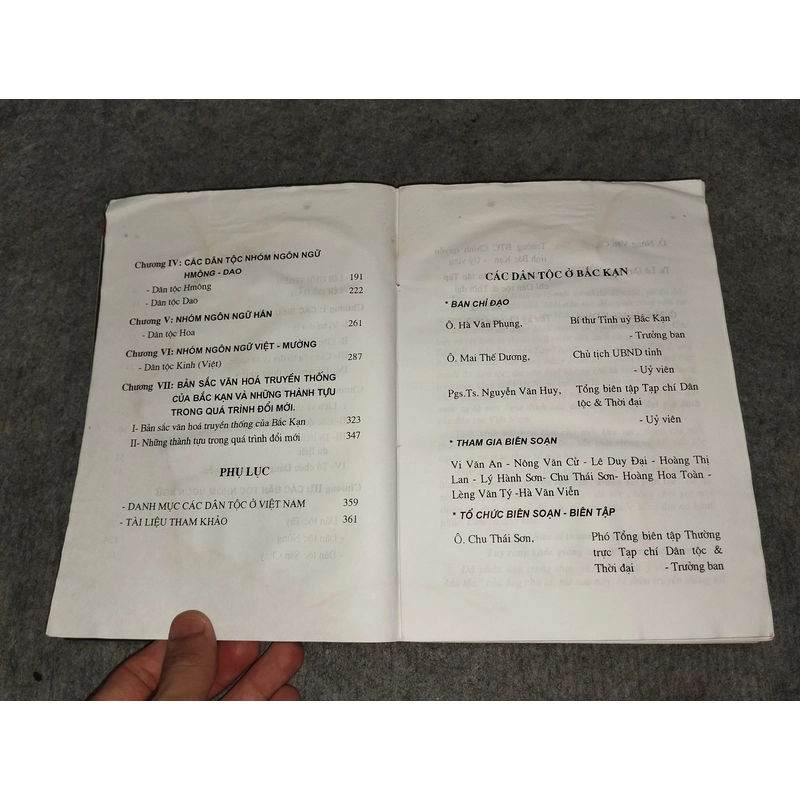 Chương IV: CÁC DÂN TỘC NHÓM NGÔN NGỮ
HMÔNG - DAO
- Dân tộc Hmông 191
- Dân tộc Dao 222
Chương V: NHÓM NGÔN NGỮ HÁN
- Dân tộc Hoa 261
Chương VI: NHÓM NGÔN NGỮ VIỆT - MƯỜNG
- Dân tộc Kinh (Việt) 287
Chương VII: BẢN SẮC VĂN HOÁ TRUYỀN THỐNG
CỦA BẮC KẠN VÀ NHỮNG THÀNH TỰU
TRONG QUÁ TRÌNH ĐỔI MỚI.
I- Bản sắc văn hoá truyền thống của Bắc Kạn 323
II- Những thành tựu trong quá trình đổi mới 347
PHỤ LỤC
- DANH MỤC CÁC DÂN TỘC Ở VIỆT NAM 359
- TÀI LIỆU THAM KHẢO 361
CÁC DÂN TỘC Ở BẮC KẠN
* BAN CHỈ ĐẠO
Ô. Hà Văn Phụng, Bí thư Tỉnh uỷ Bắc Kạn
- Trưởng ban
Ô. Mai Thế Dương, Chủ tịch UBND tỉnh
- Uỷ viên
Pgs.Ts. Nguyễn Văn Huy, Tổng biên tập Tạp chí Dân
tộc & Thời đại
- Uỷ viên
* THAM GIA BIÊN SOẠN
Vi Văn An - Nông Văn Cừ - Lê Duy Đại - Hoàng Thị
Lan - Lý Hành Sơn- Chu Thái Sơn- Hoàng Hoa Toàn -
Lèng Văn Tý -Hà Văn Viễn
* TỔ CHỨC BIÊN SOẠN - BIÊN TẬP
Ô. Chu Thái Sơn, Phó Tổng biên tập Thường
trực Tạp chí Dân tộc &
Thời đại - Trưởng ban